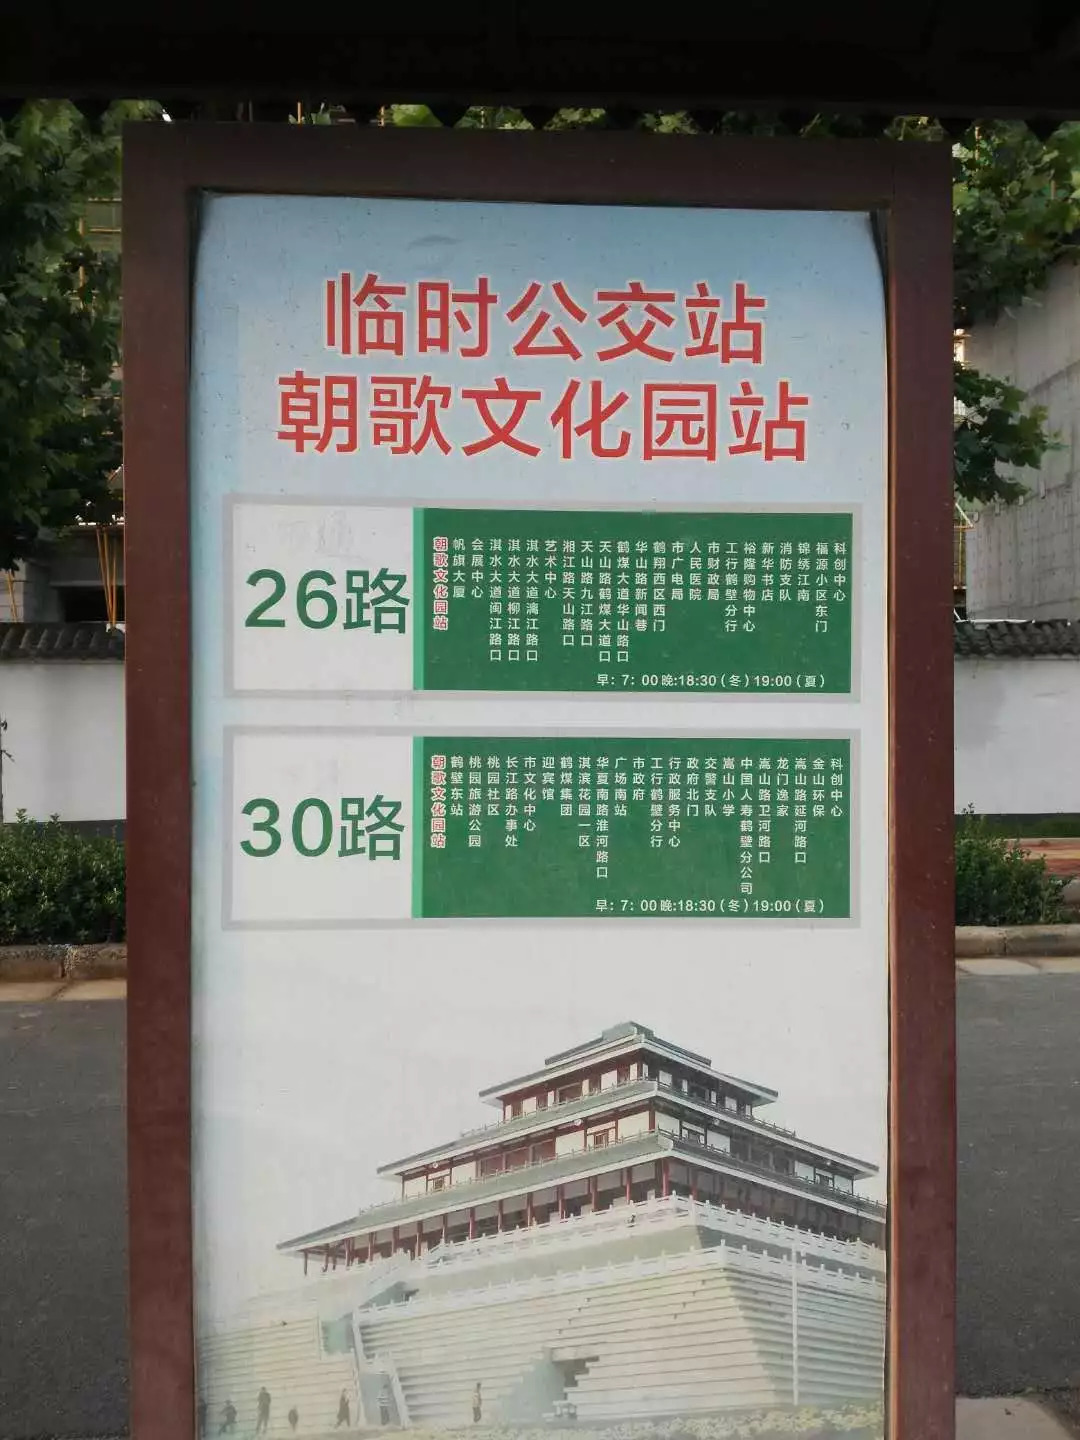 临时公交站
朝歌文化园站
26路
朝歌文化园站
帆旗大厦
会展中心
淇水大道闽江路口
淇水大道柳江路口
淇水大道漓江路口
艺术中心
湘江路天山路口
天山路九江路口
天山路鹤煤大道口
鹤煤大道华山路口
华山路新闻巷
鹤翔西区西门
市广电局
人民医院
市财政局
工行鹤壁分行
裕隆购物中心
新华书店
消防支队
锦绣江南
福源小区东门
科创中心
早：7：00 晚:18:30（冬）19:00（夏）
30路
朝歌文化园站
鹤壁东站
桃园旅游公园
桃园社区
长江路办事处
市文化中心
迎宾馆
鹤煤集团
淇滨花园一区
华夏南路淮河路口
广场南站
市政府
工行鹤壁分行
行政服务中心
政府北门
交警支队
嵩山小学
中国人寿鹤壁分公司
嵩山路卫河路口
龙门逸家
嵩山路延河路口
金山环保
科创中心
早：7：00 晚:18:30（冬）19:00（夏）